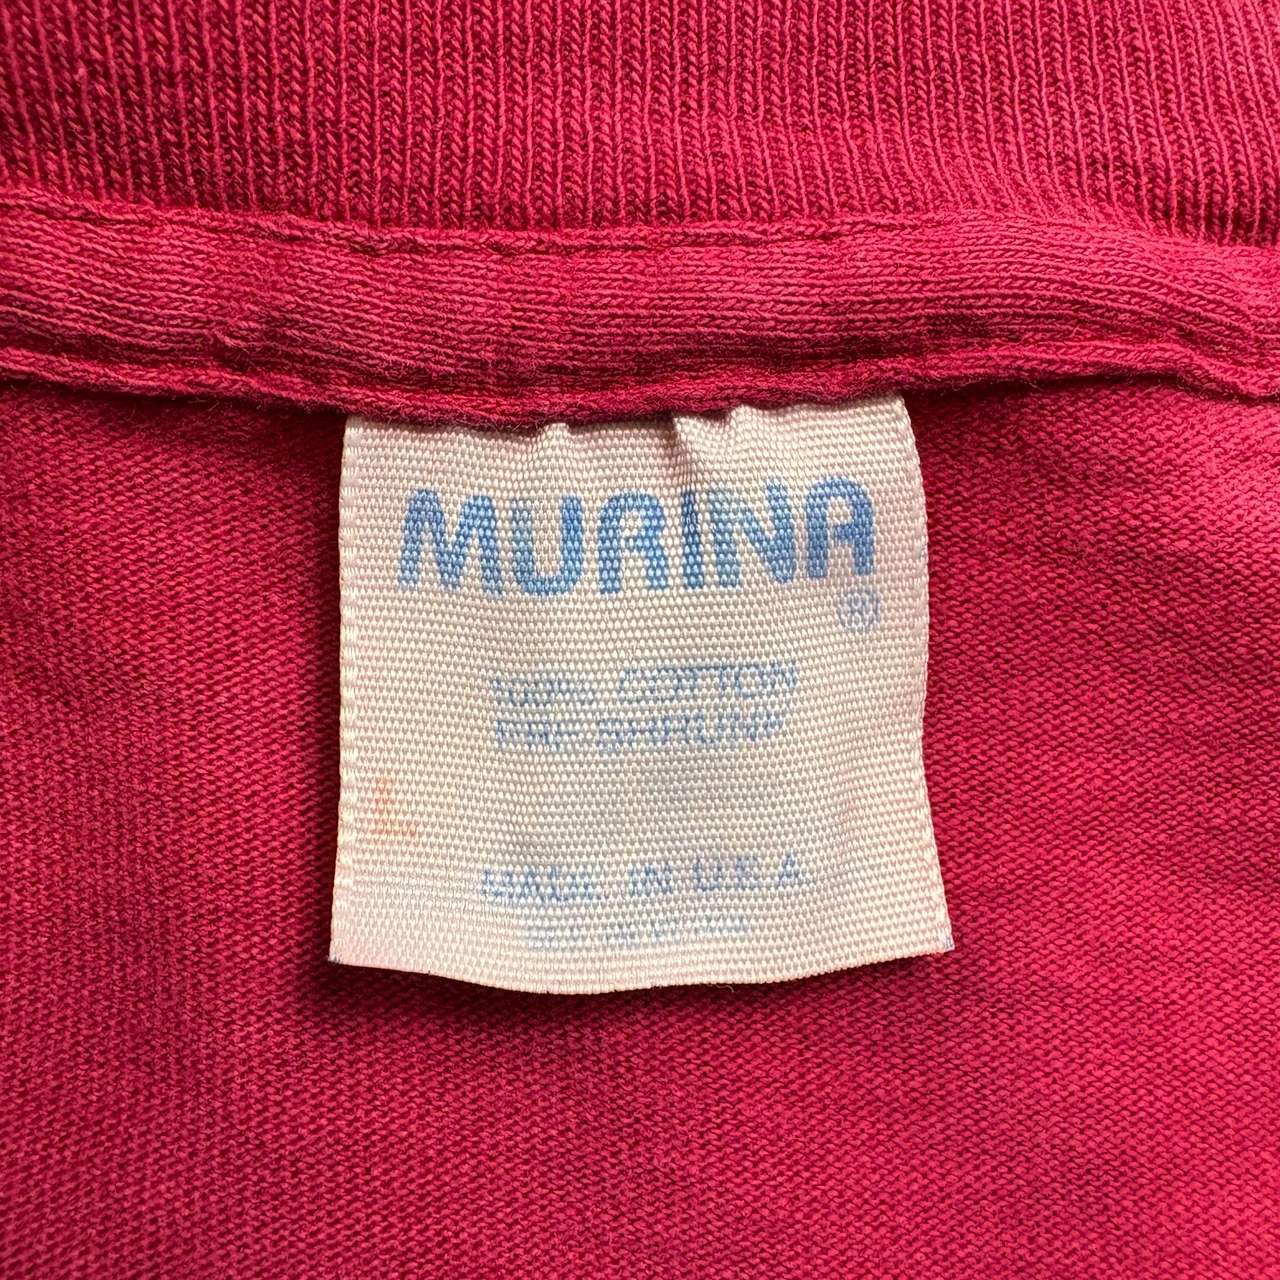 MURINA
®
100% COTTON
PRE SHRUNK
L
MADE IN U.S.A